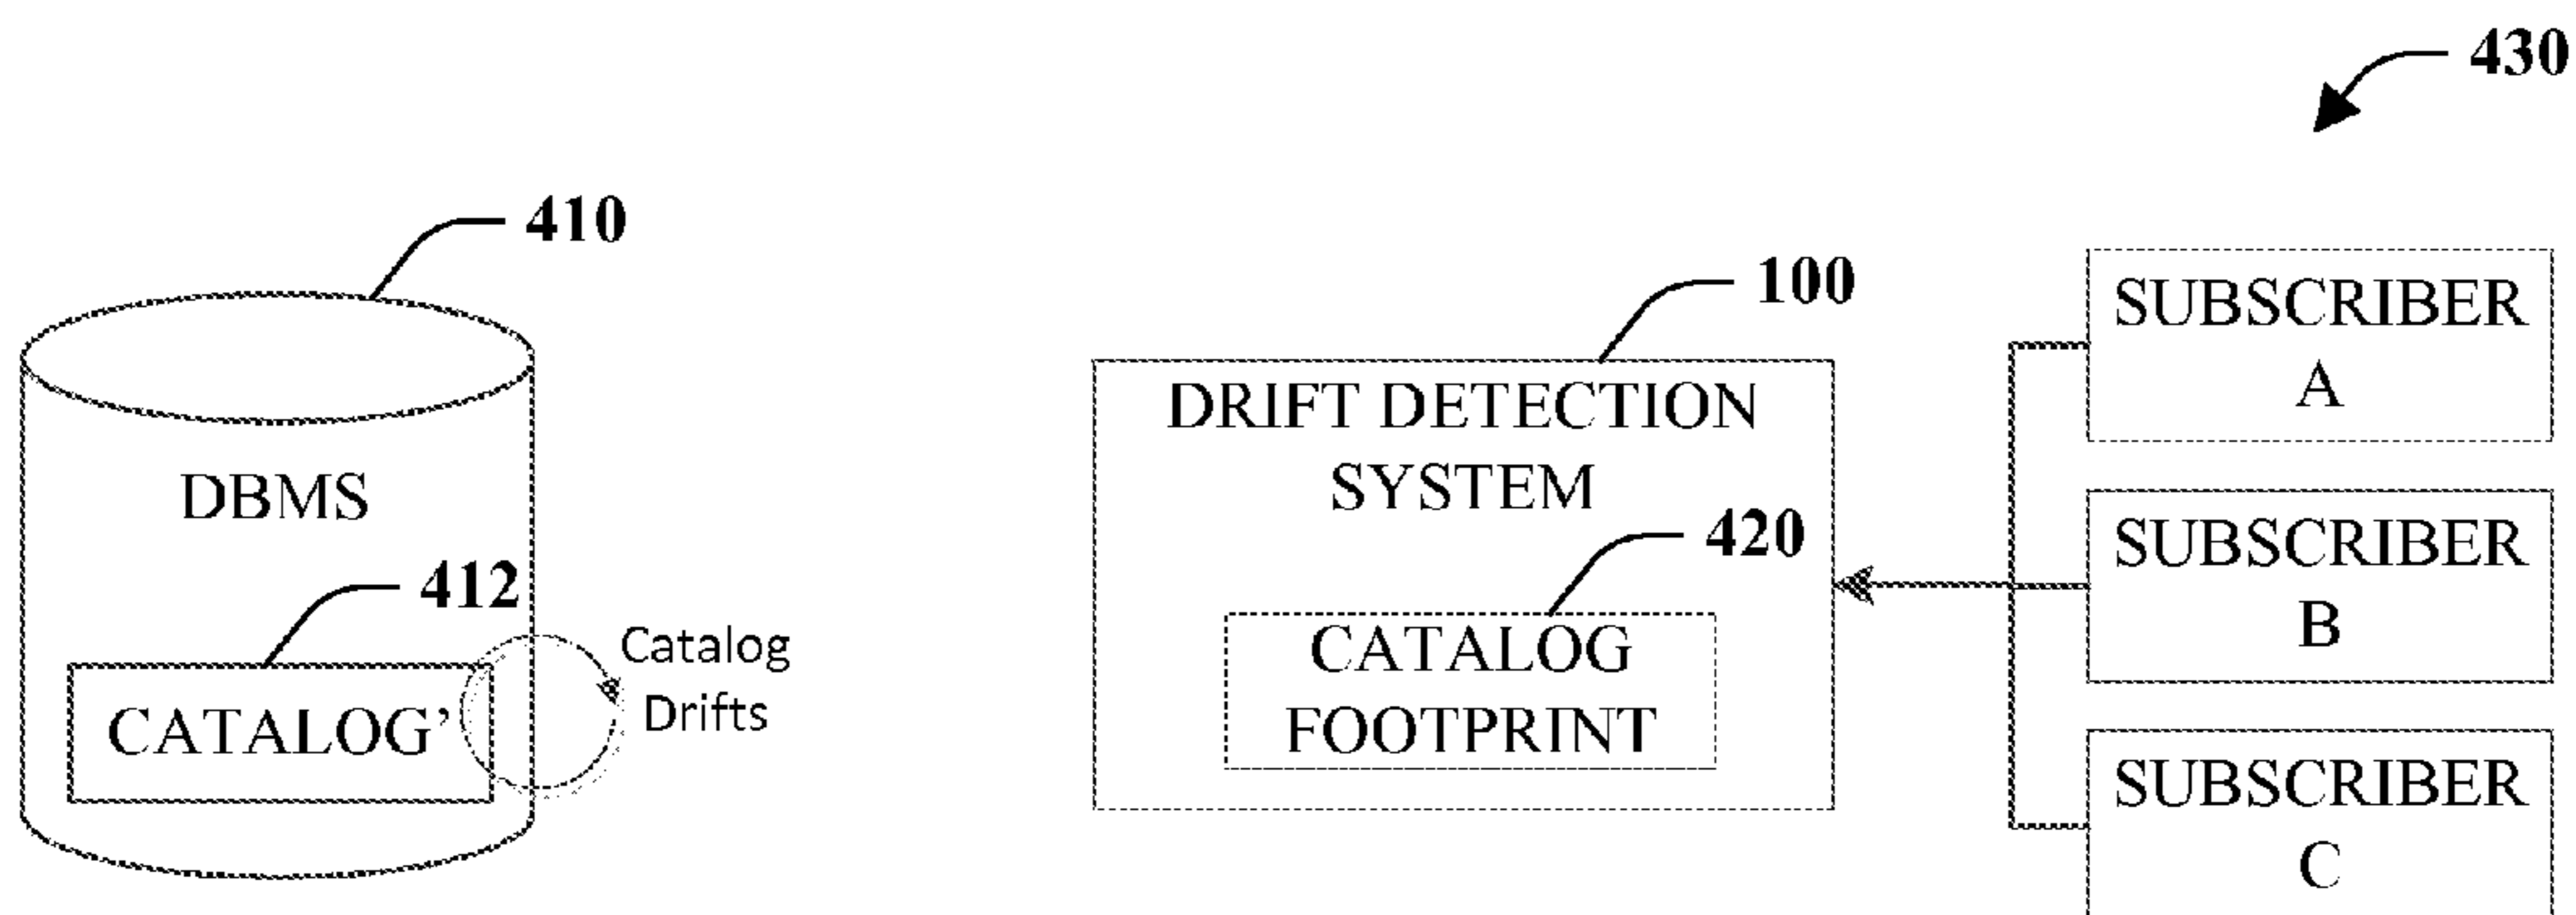 430
410
DBMS
412
CATALOG’
Catalog
Drifts
100
DRIFT DETECTION
SYSTEM
420
CATALOG
FOOTPRINT
SUBSCRIBER
A
SUBSCRIBER
B
SUBSCRIBER
C